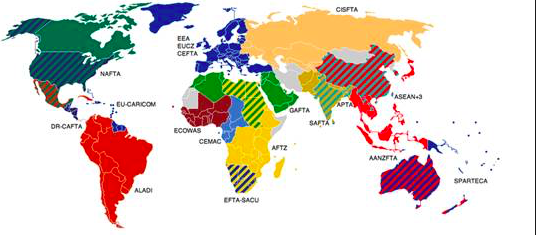 CISFTA
EEA
EUCZ
CEFTA
NAFTA
EU-CARICOM
DR-CAFTA
ALADI
ECOWAS
CEMAC
GAFTA
SAFTA
APTA
ASEAN+3
AFTZ
AANZFTA
SPARTECA
EFTA-SACU